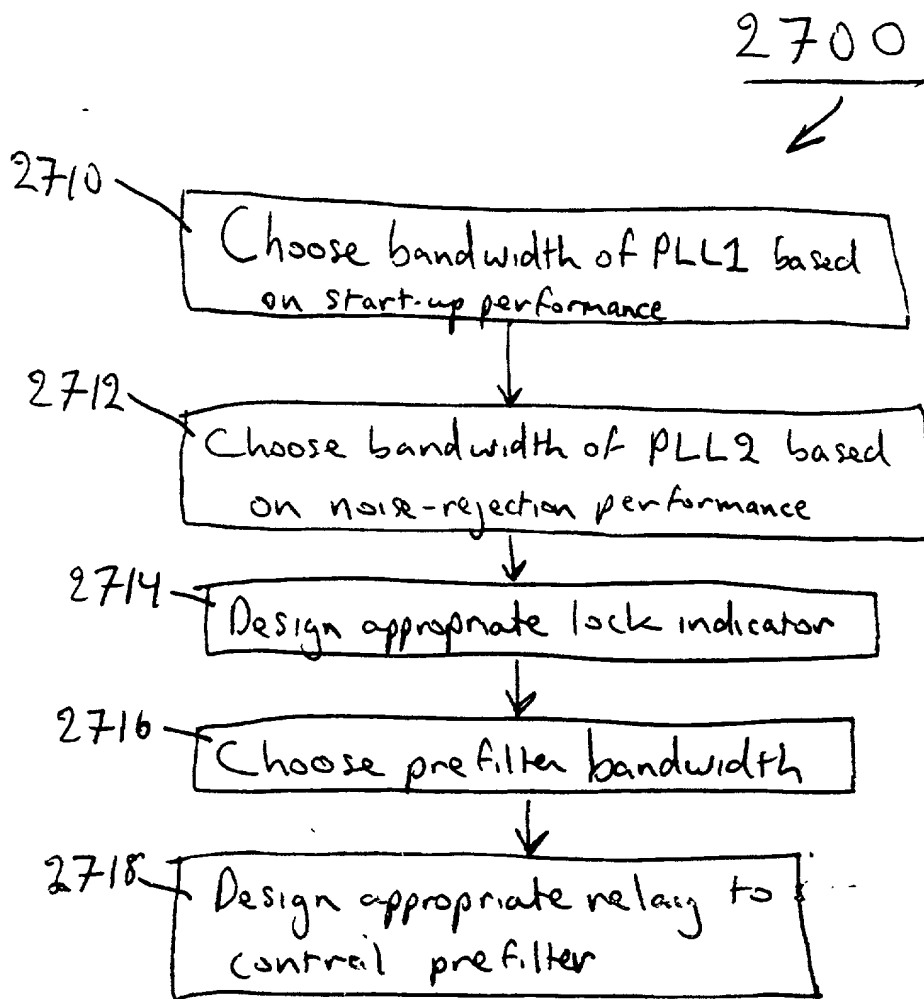 2700
2710
Choose bandwidth of PLL1 based
on start-up performance
2712
Choose bandwidth of PLL2 based
on noise-rejection performance
2714
Design appropriate lock indicator
2716
Choose prefilter bandwidth
2718
Design appropriate relay to
control prefilter